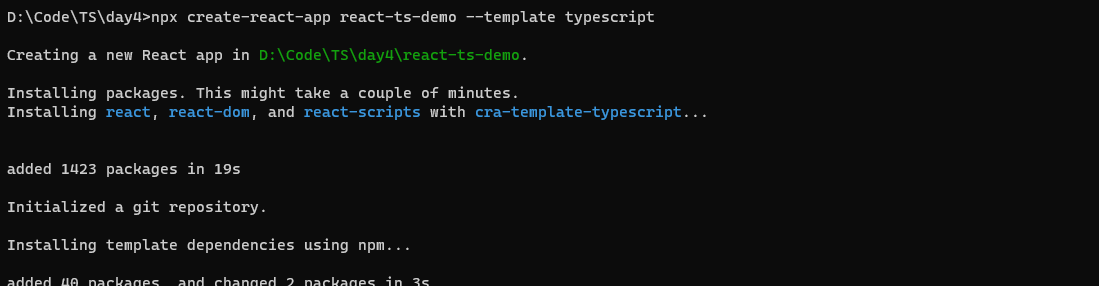 D:\Code\TS\day4>npx create-react-app react-ts-demo --template typescript
Creating a new React app in D:\Code\TS\day4\react-ts-demo.
Installing packages. This might take a couple of minutes.
Installing react, react-dom, and react-scripts with cra-template-typescript...
added 1423 packages in 19s
Initialized a git repository.
Installing template dependencies using npm...
added 40 packages, and changed 2 packages in 3s